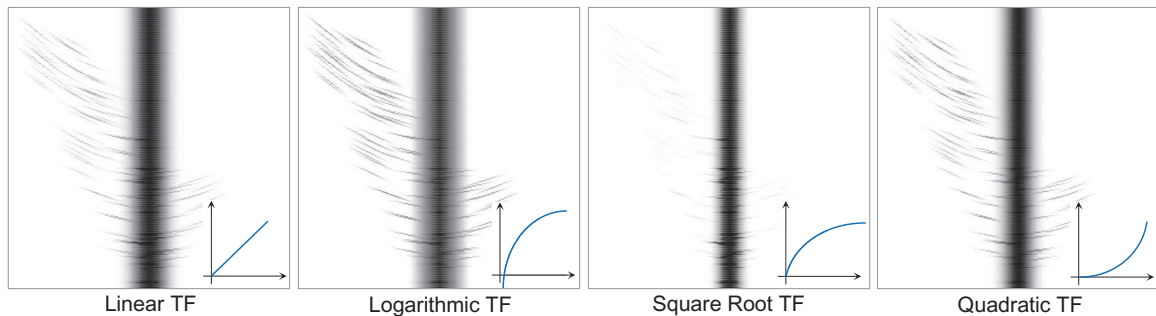 Linear TF
Logarithmic TF
Square Root TF
Quadratic TF